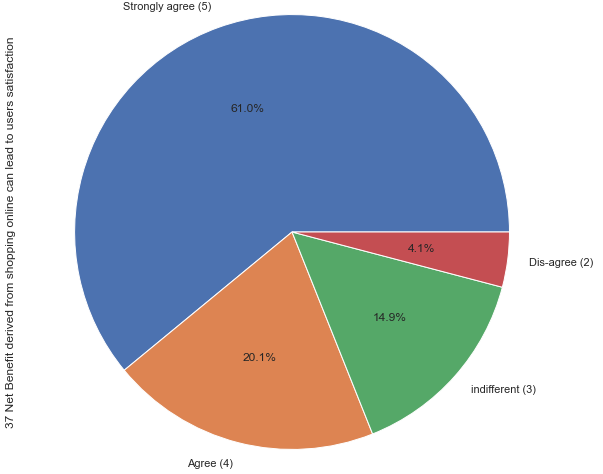 Strongly agree (5)
61.0%
4.1%
Dis-agree (2)
14.9%
20.1%
indifferent (3)
Agree (4)
37 Net Benefit derived from shopping online can lead to users satisfaction